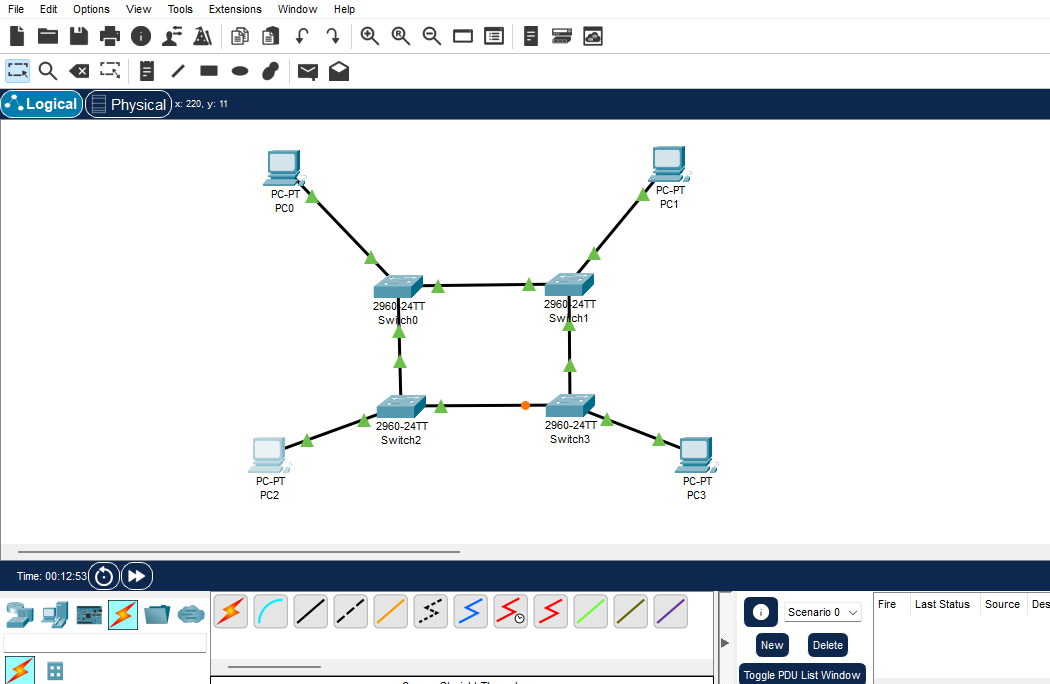 File Edit Options View Tools Extensions Window Help
Logical Physical x: 220, y: 11
PC-PT
PC0
PC-PT
PC1
2960-24TT
Switch0
2960-24TT
Switch1
2960-24TT
Switch2
2960-24TT
Switch3
PC-PT
PC2
PC-PT
PC3
Time: 00:12:53
Scenario 0
New Delete
Toggle PDU List Window
Fire Last Status Source Des